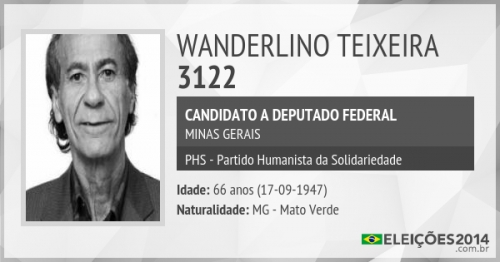 WANDERLINO TEIXEIRA
3122
CANDIDATO A DEPUTADO FEDERAL
MINAS GERAIS
PHS - Partido Humanista da Solidariedade
Idade: 66 anos (17-09-1947)
Naturalidade: MG - Mato Verde
ELEIÇÕES2014
.com.br